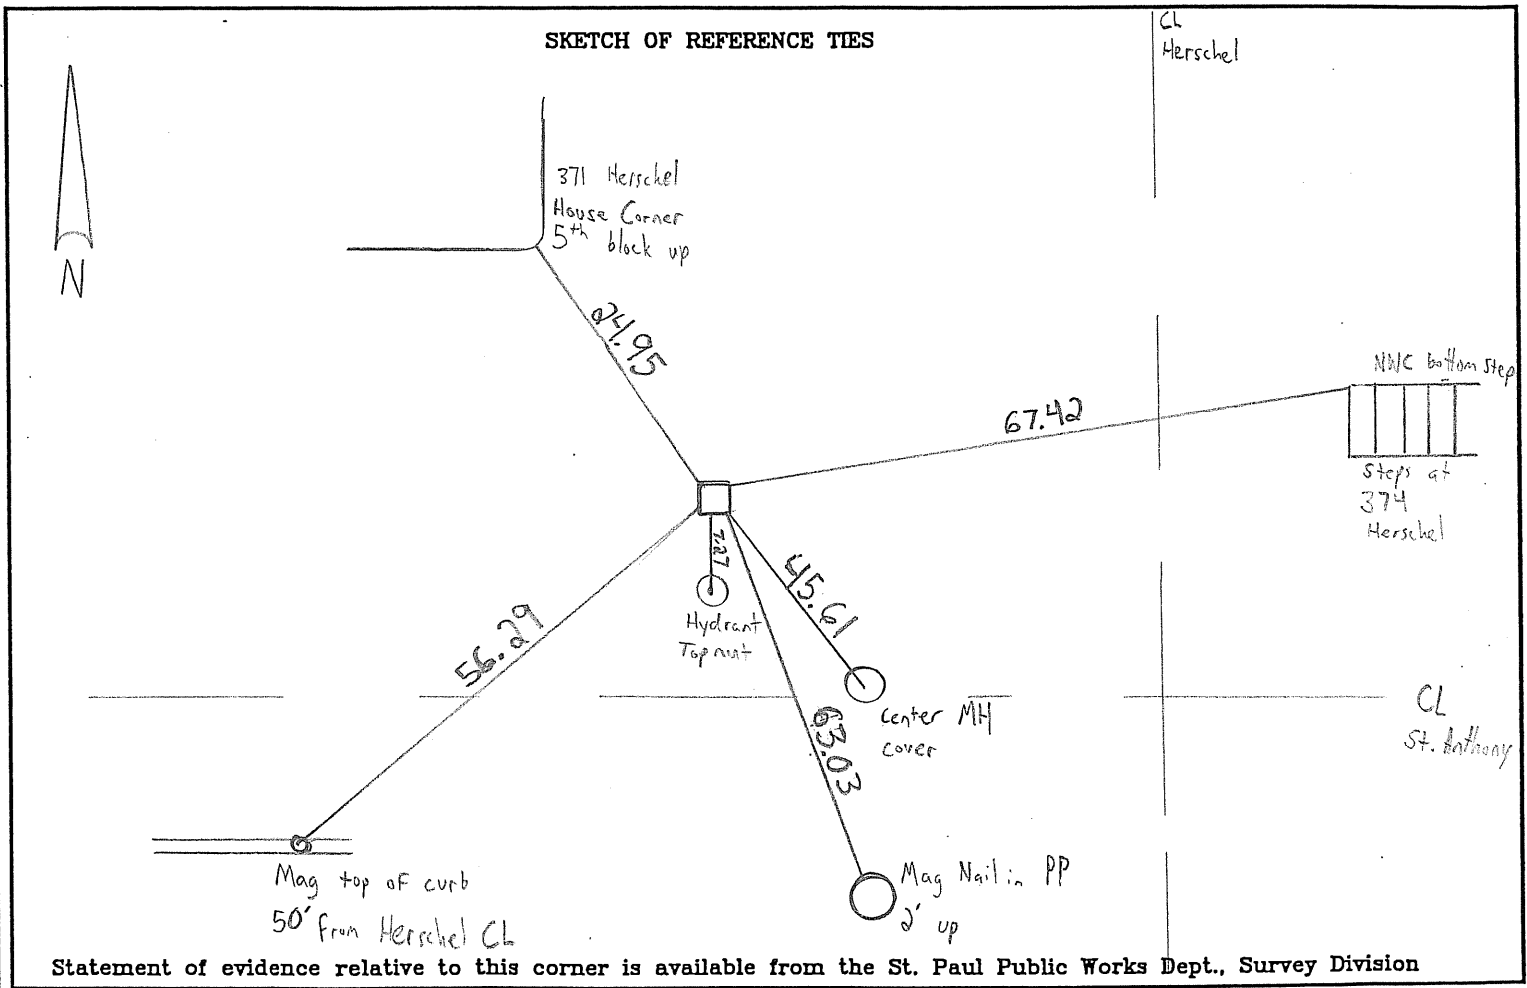 SKETCH OF REFERENCE TIES
CL
Herschel
N
371 Herschel
House Corner
5th block up
24.95
67.42
NWC bottom step
Steps at
374
Herschel
7.27
45.61
Hydrant
Top nut
56.29
63.03
Center MH
cover
CL
St. Anthony
Mag top of curb
50' from Herschel CL
Mag Nail in PP
2' up
Statement of evidence relative to this corner is available from the St. Paul Public Works Dept., Survey Division